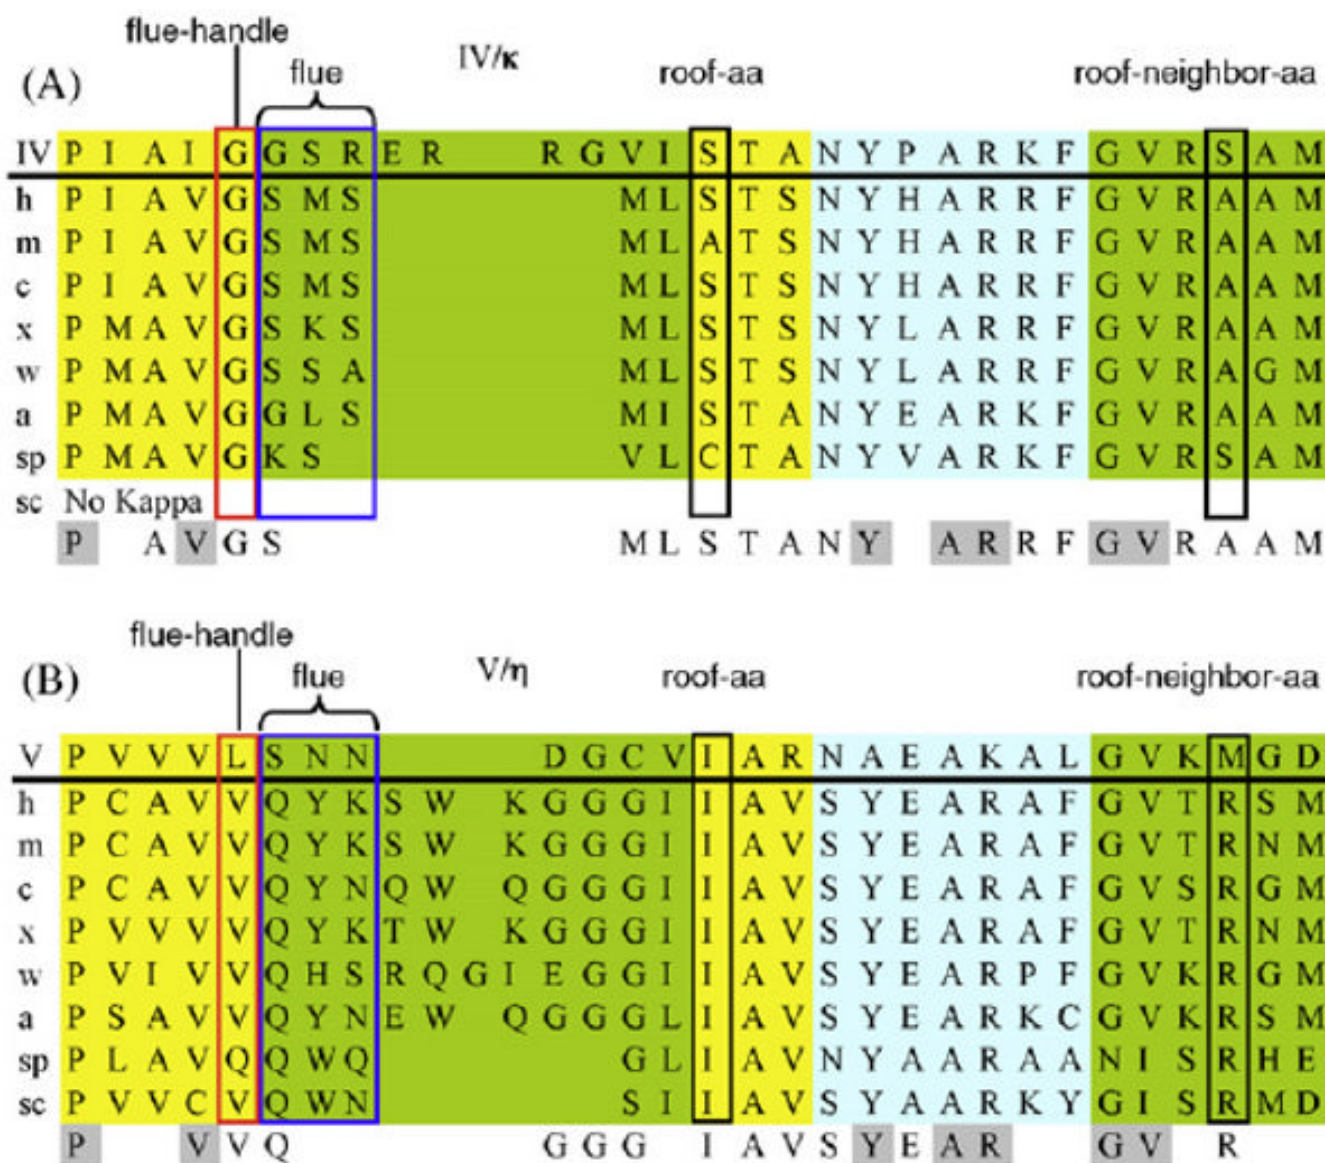 flue-handle
(A) flue IV/κ roof-aa roof-neighbor-aa
IV P I A I G G S R E R R G V I S T A N Y P A R K F G V R S A M
h P I A V G S M S M L S T S N Y H A R R F G V R A A M
m P I A V G S M S M L A T S N Y H A R R F G V R A A M
c P I A V G S M S M L S T S N Y H A R R F G V R A A M
x P M A V G S K S M L S T S N Y L A R R F G V R A A M
w P M A V G S S A M L S T S N Y L A R R F G V R A G M
a P M A V G G L S M I S T A N Y E A R K F G V R A A M
sp P M A V G K S V L C T A N Y V A R K F G V R S A M
sc No Kappa
P A V G S M L S T A N Y A R R F G V R A A M
flue-handle
(B) flue V/η roof-aa roof-neighbor-aa
V P V V V L S N N D G C V I A R N A E A K A L G V K M G D
h P C A V V Q Y K S W K G G G I I A V S Y E A R A F G V T R S M
m P C A V V Q Y K S W K G G G I I A V S Y E A R A F G V T R N M
c P C A V V Q Y N Q W Q G G G I I A V S Y E A R A F G V S R G M
x P V V V V Q Y K T W K G G G I I A V S Y E A R A F G V T R N M
w P V I V V Q H S R Q G I E G G I I A V S Y E A R P F G V K R G M
a P S A V V Q Y N E W Q G G G L I A V S Y E A R K C G V K R S M
sp P L A V Q Q W Q G L I A V N Y A A R A A N I S R H E
sc P V V C V Q W N S I I A V S Y A A R K Y G I S R M D
P V V Q G G G I A V S Y E A R G V R